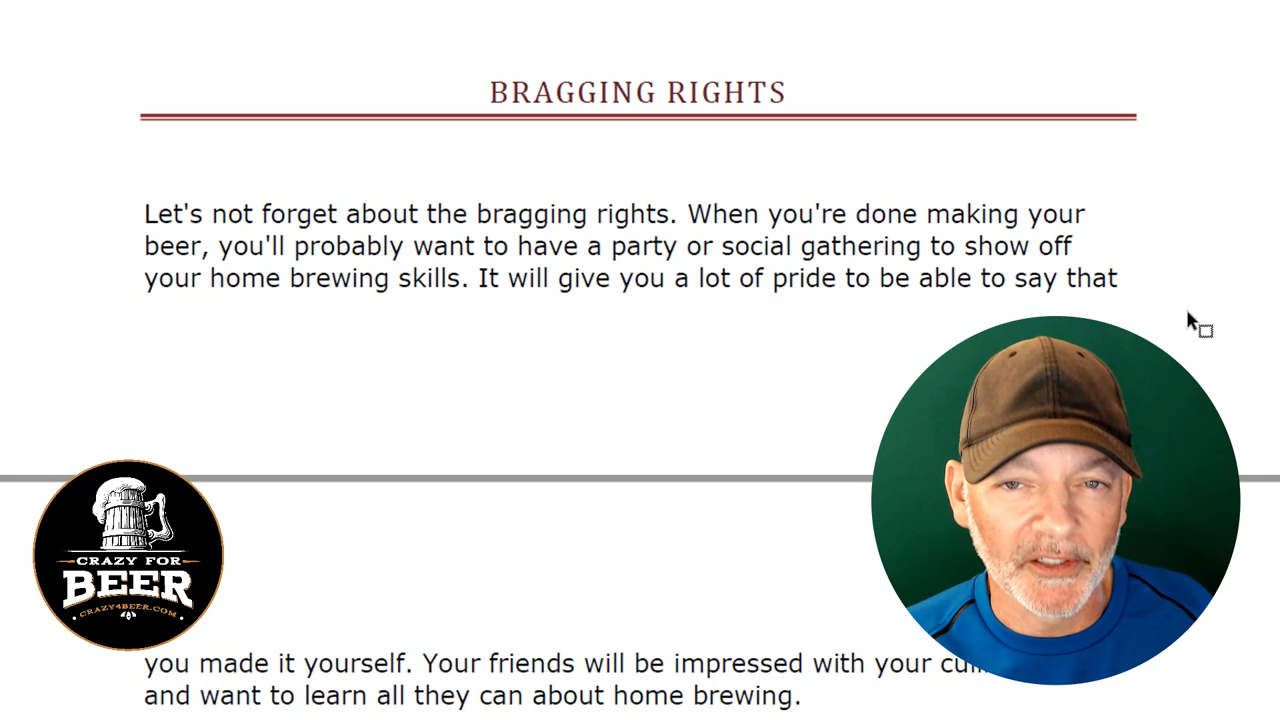 BRAGGING RIGHTS
Let's not forget about the bragging rights. When you're done making your
beer, you'll probably want to have a party or social gathering to show off
your home brewing skills. It will give you a lot of pride to be able to say that
CRAZY FOR
BEER
CRAZY4BEER.COM
you made it yourself. Your friends will be impressed with your
and want to learn all they can about home brewing.